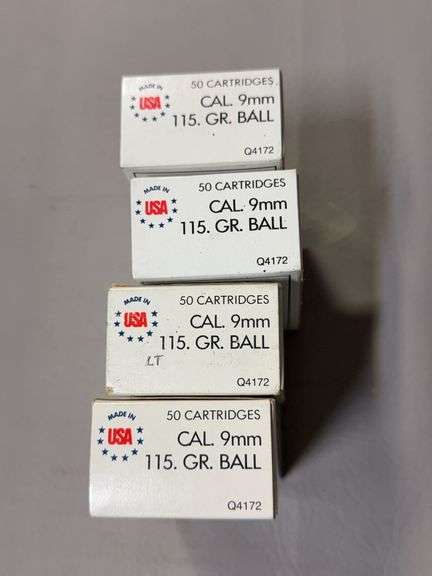 50 CARTRIDGES
MADE IN
USA
CAL. 9mm
115. GR. BALL
Q4172
50 CARTRIDGES
MADE IN
USA
CAL. 9mm
115. GR. BALL
Q4172
50 CARTRIDGES
MADE IN
USA
CAL. 9mm
115. GR. BALL
LT
Q4172
50 CARTRIDGES
MADE IN
USA
CAL. 9mm
115. GR. BALL
Q4172